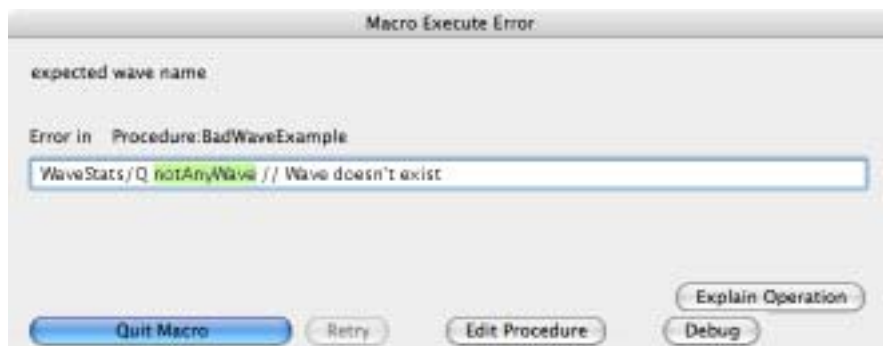 Macro Execute Error
expected wave name
Error in Procedure:BadWaveExample
WaveStats/Q notAnyWave // Wave doesn't exist
Explain Operation
Quit Macro Retry Edit Procedure Debug